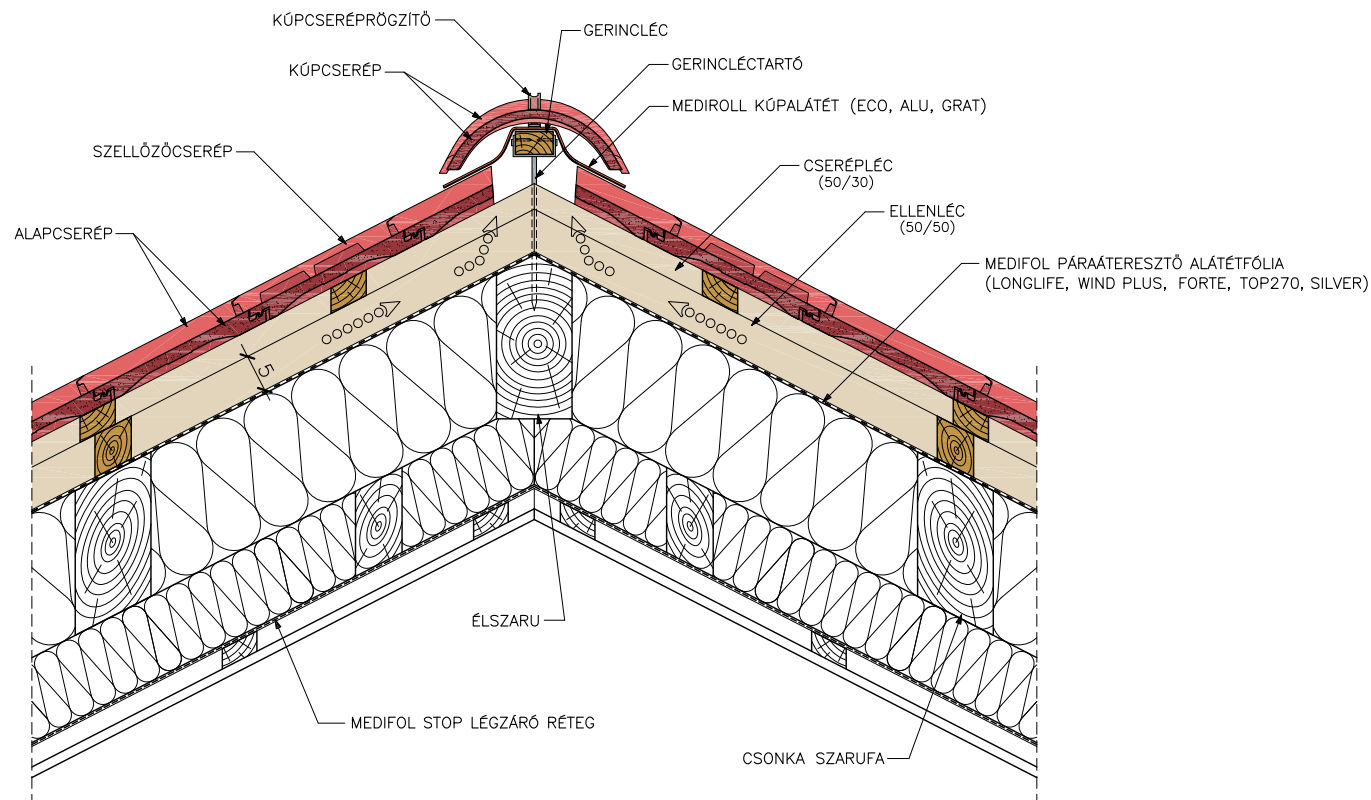 KÚPCSERÉPRÖGZÍTŐ
GERINCLÉC
KÚPCSERÉP
GERINCLÉCTARTÓ
MEDIROLL KÚPALÁTÉT (ECO, ALU, GRAT)
SZELLŐZŐCSERÉP
CSERÉPLÉC
(50/30)
ELLENLÉC
(50/50)
ALAPCSERÉP
MEDIFOL PÁRAÁTERESZTŐ ALÁTÉTFÓLIA
(LONGLIFE, WIND PLUS, FORTE, TOP270, SILVER)
5
ÉLSZARU
MEDIFOL STOP LÉGZÁRÓ RÉTEG
CSONKA SZARUFA